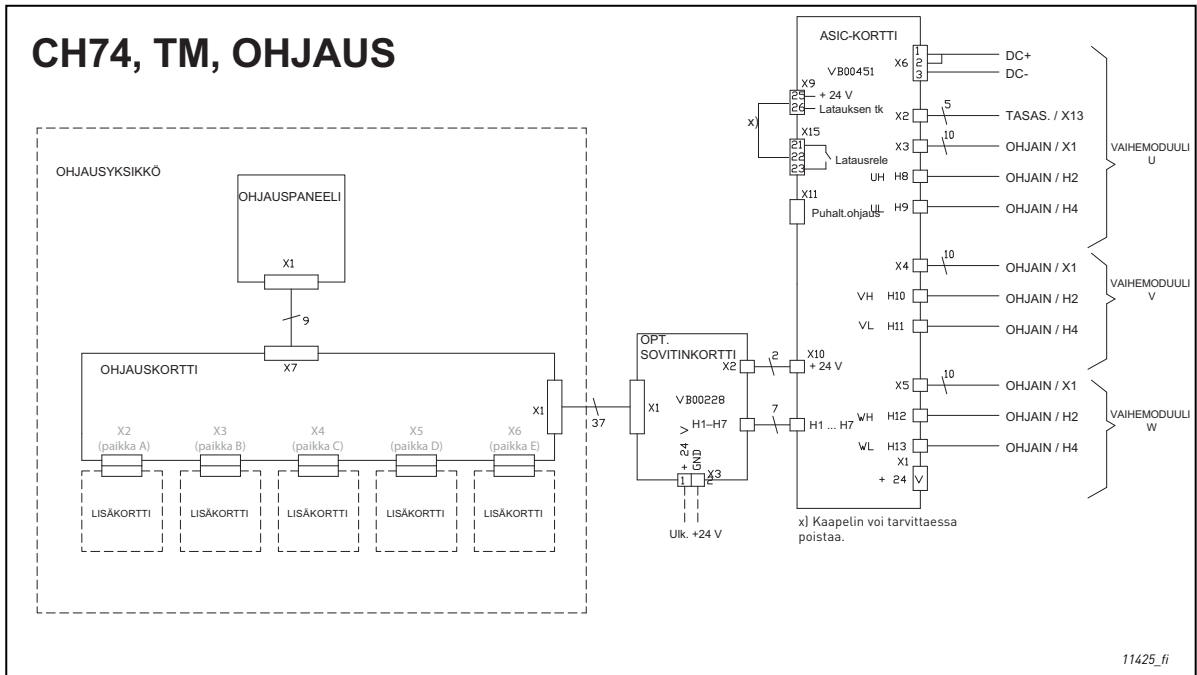 CH74, TM, OHJAUS
OHJAUSYKSIKKÖ
OHJAUSPANEELI
X1
9
X7
OHJAUSKORTTI
X1
37
X2
(paikka A)
X3
(paikka B)
X4
(paikka C)
X5
(paikka D)
X6
(paikka E)
LISÄKORTTI
LISÄKORTTI
LISÄKORTTI
LISÄKORTTI
LISÄKORTTI
OPT.
SOVITINKORTTI
X2
2
X1
VB00228
H1–H7
7
+ 24 V
GND
X3
1
2
Ulk. +24 V
ASIC-KORTTI
VB00451
X6
1
2
3
DC+
DC-
X9
25
26
+ 24 V
Latauksen tk
x)
X15
21
22
23
Latausrele
X11
Puhalt.ohjaus
X10
+ 24 V
H1 ... H7
X2
5
TASAS. / X13
X3
10
OHJAIN / X1
UH H8
OHJAIN / H2
UL H9
OHJAIN / H4
VAIHEMODUULI
U
X4
10
OHJAIN / X1
VH H10
OHJAIN / H2
VL H11
OHJAIN / H4
VAIHEMODUULI
V
X5
10
OHJAIN / X1
WH H12
OHJAIN / H2
WL H13
OHJAIN / H4
VAIHEMODUULI
W
X1
+ 24 V
x) Kaapelin voi tarvittaessa
poistaa.
11425_fi